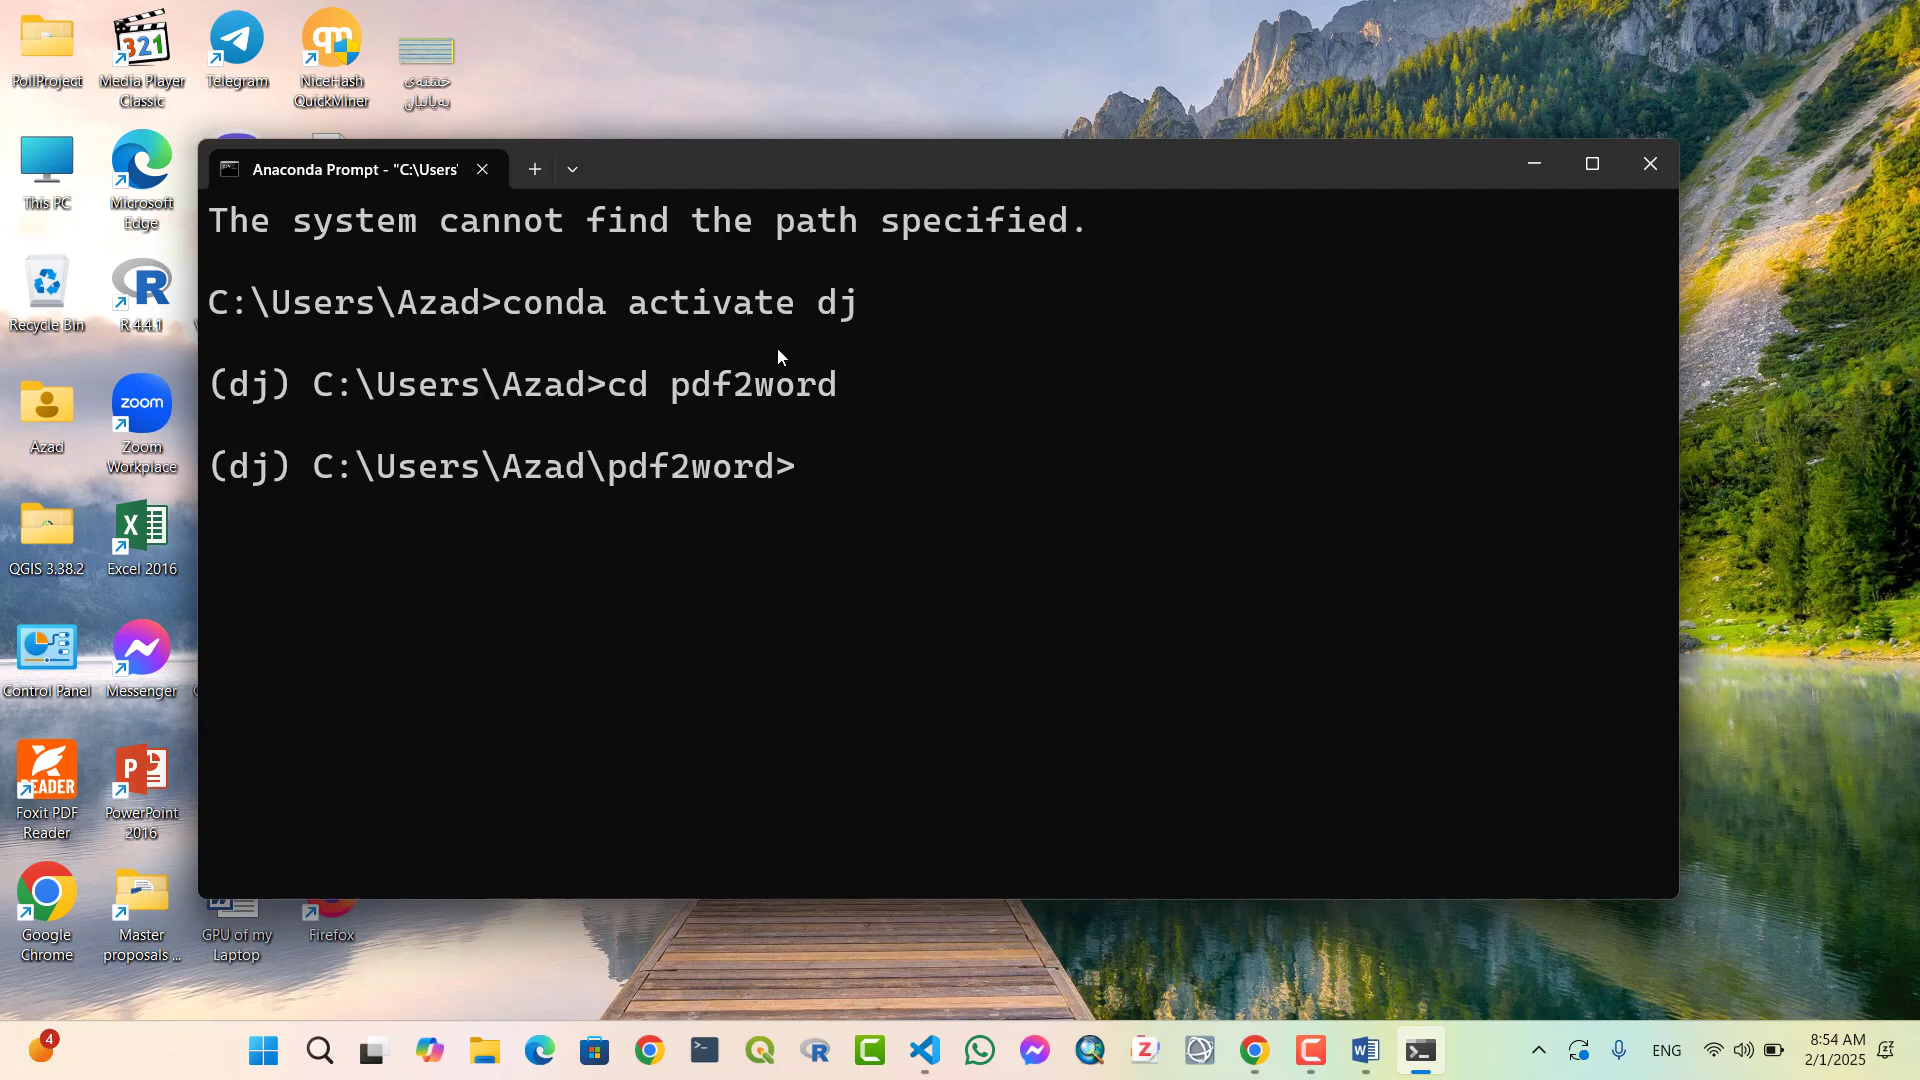 PollProject
Media Player Classic
Telegram
NiceHash QuickMiner
This PC
Microsoft Edge
Recycle Bin
R 4.4.1
Azad
Zoom Workplace
zoom
QGIS 3.38.2
Excel 2016
Control Panel
Messenger
READER
Foxit PDF Reader
PowerPoint 2016
Google Chrome
Master proposals ...
GPU of my Laptop
Firefox
Anaconda Prompt - "C:\Users\
The system cannot find the path specified.
C:\Users\Azad>conda activate dj
(dj) C:\Users\Azad>cd pdf2word
(dj) C:\Users\Azad\pdf2word>
4
ENG
8:54 AM
2/1/2025